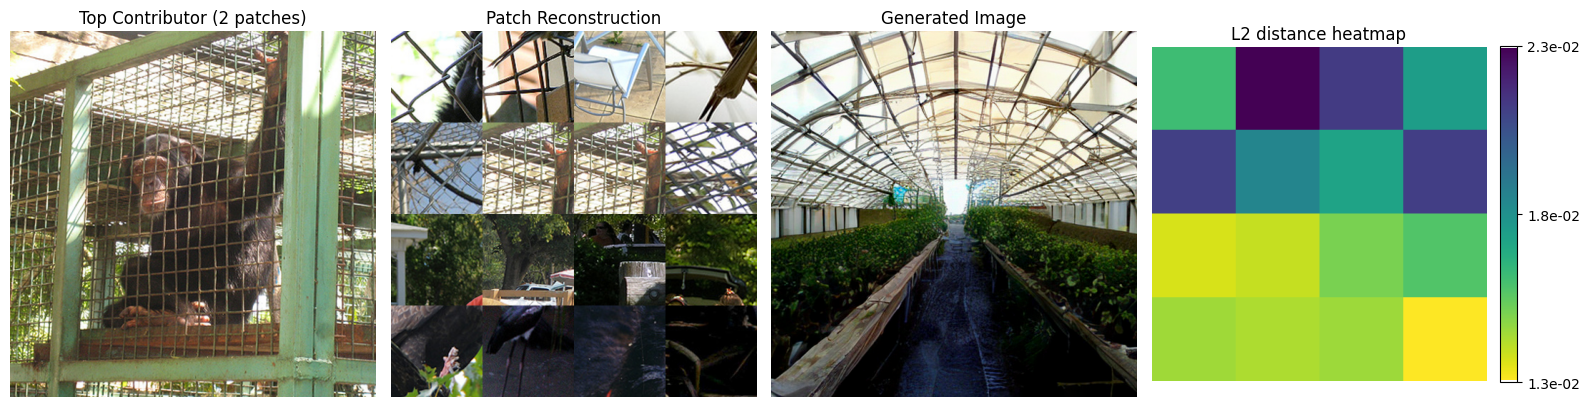 Top Contributor (2 patches)
Patch Reconstruction
Generated Image
L2 distance heatmap
2.3e-02
1.8e-02
1.3e-02